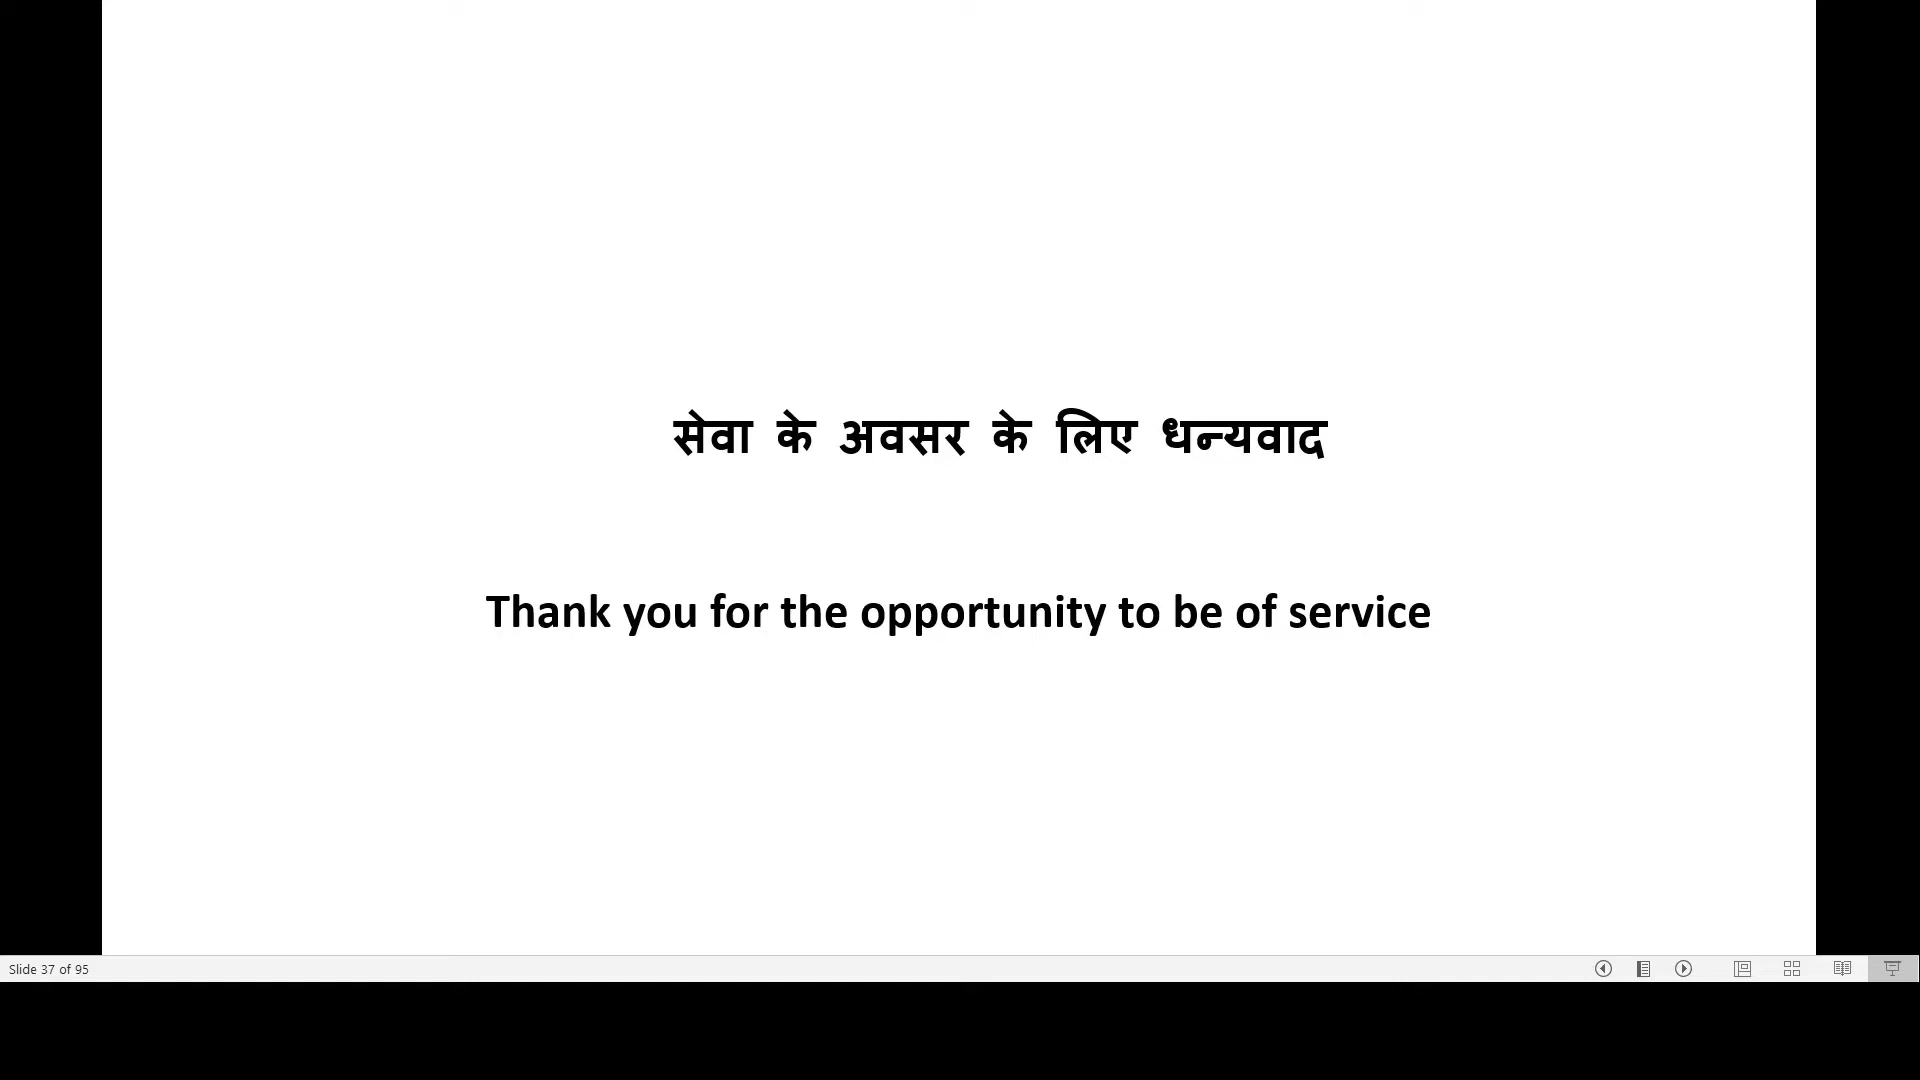 सेवा के अवसर के लिए धन्यवाद
Thank you for the opportunity to be of service
Slide 37 of 95